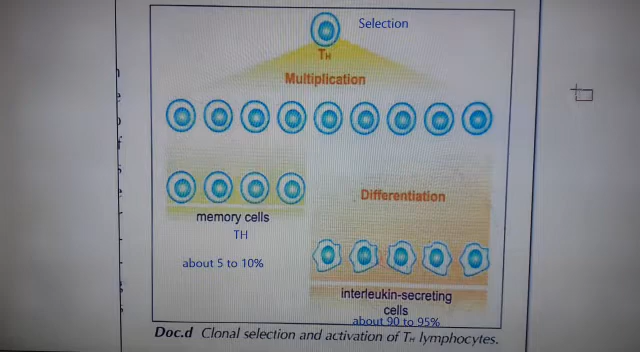 Selection
TH
Multiplication
memory cells
TH
about 5 to 10%
Differentiation
interleukin-secreting
cells
about 90 to 95%
Doc.d Clonal selection and activation of TH lymphocytes.